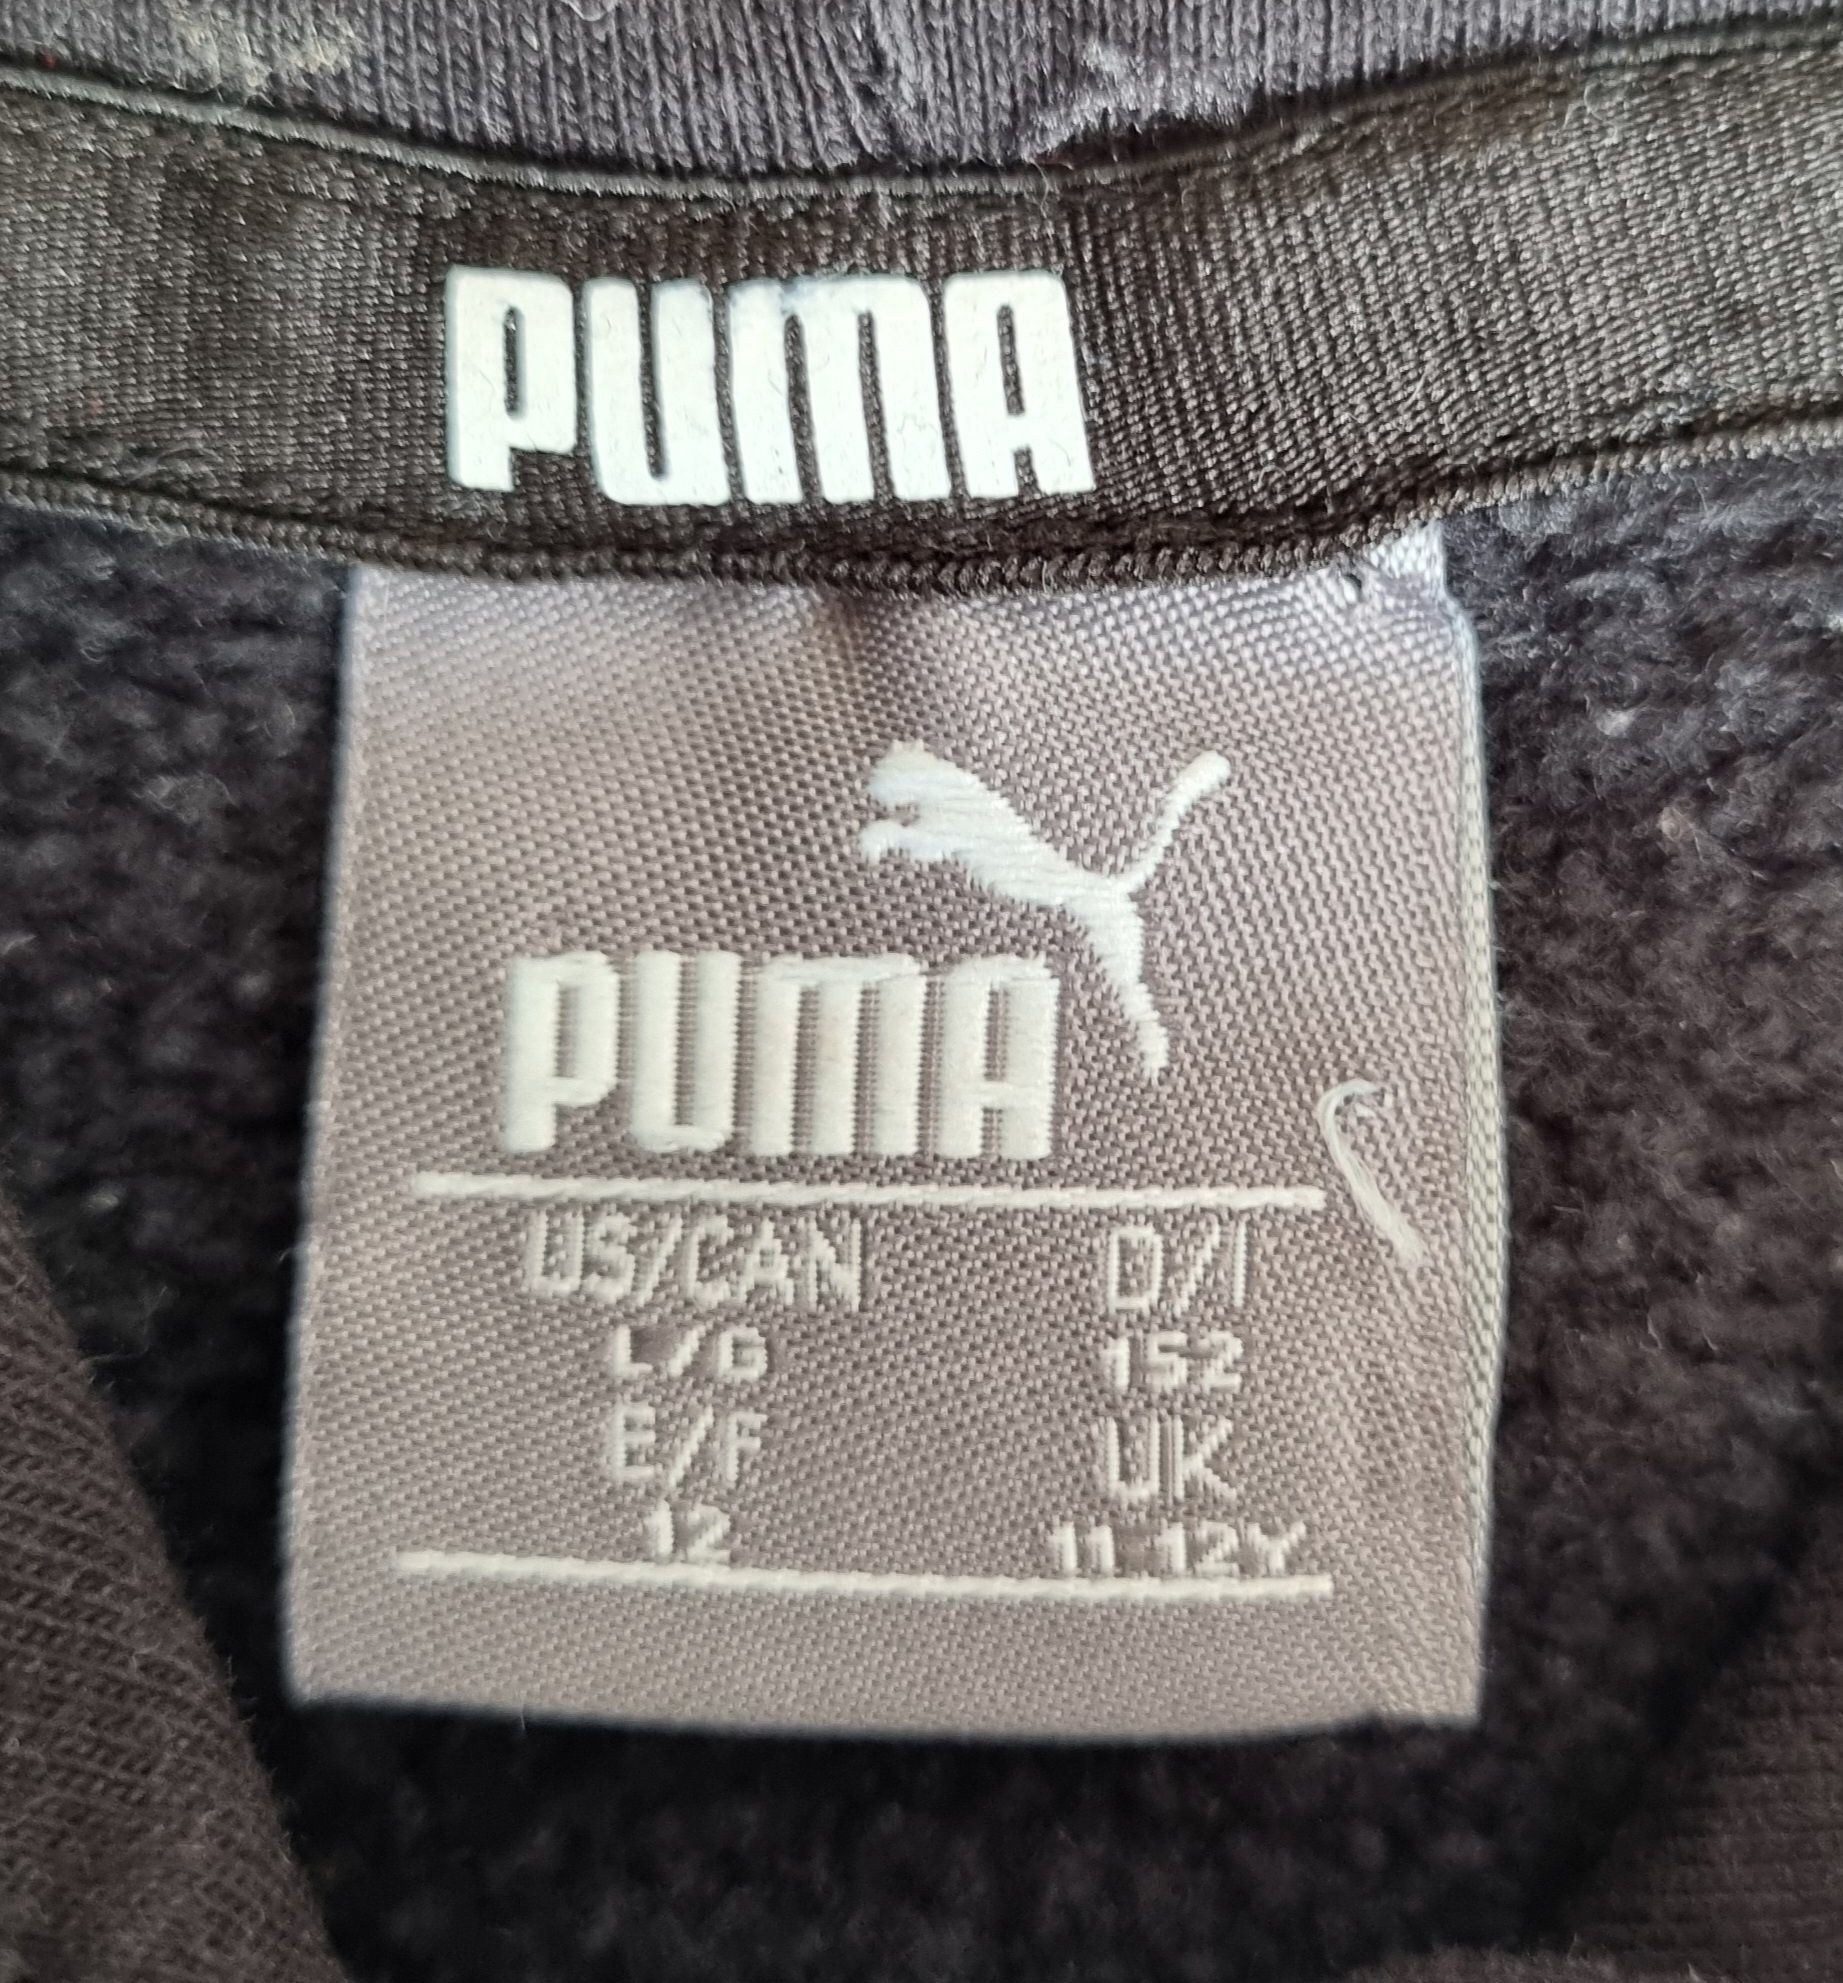 PUMA
PUMA
US/CAN D/I
L/G 152
E/F UK
12 11-12Y